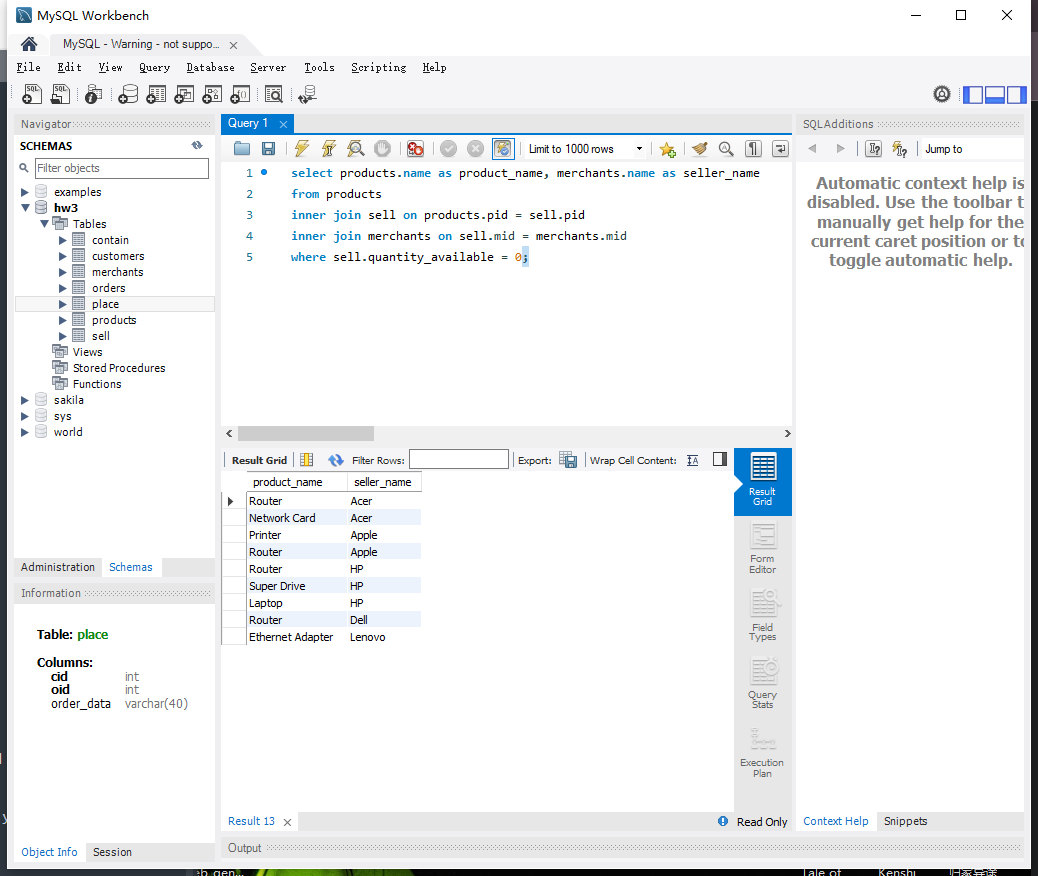 MySQL Workbench
MySQL - Warning - not suppo...
File Edit View Query Database Server Tools Scripting Help
Navigator
SCHEMAS
Filter objects
examples
hw3
Tables
contain
customers
merchants
orders
place
products
sell
Views
Stored Procedures
Functions
sakila
sys
world
Administration Schemas
Information
Table: place
Columns:
cid int
oid int
order_data varchar(40)
Object Info Session
Query 1
Limit to 1000 rows
1 select products.name as product_name, merchants.name as seller_name
2 from products
3 inner join sell on products.pid = sell.pid
4 inner join merchants on sell.mid = merchants.mid
5 where sell.quantity_available = 0;
Result Grid Filter Rows: Export: Wrap Cell Content:
product_name seller_name
Router Acer
Network Card Acer
Printer Apple
Router Apple
Router HP
Super Drive HP
Laptop HP
Router Dell
Ethernet Adapter Lenovo
Result
Grid
Form
Editor
Field
Types
Query
Stats
Execution
Plan
Result 13
Read Only
Output
SQLAdditions
Jump to
Automatic context help is
disabled. Use the toolbar t
manually get help for the
current caret position or to
toggle automatic help.
Context Help Snippets
Tale of Kenshi